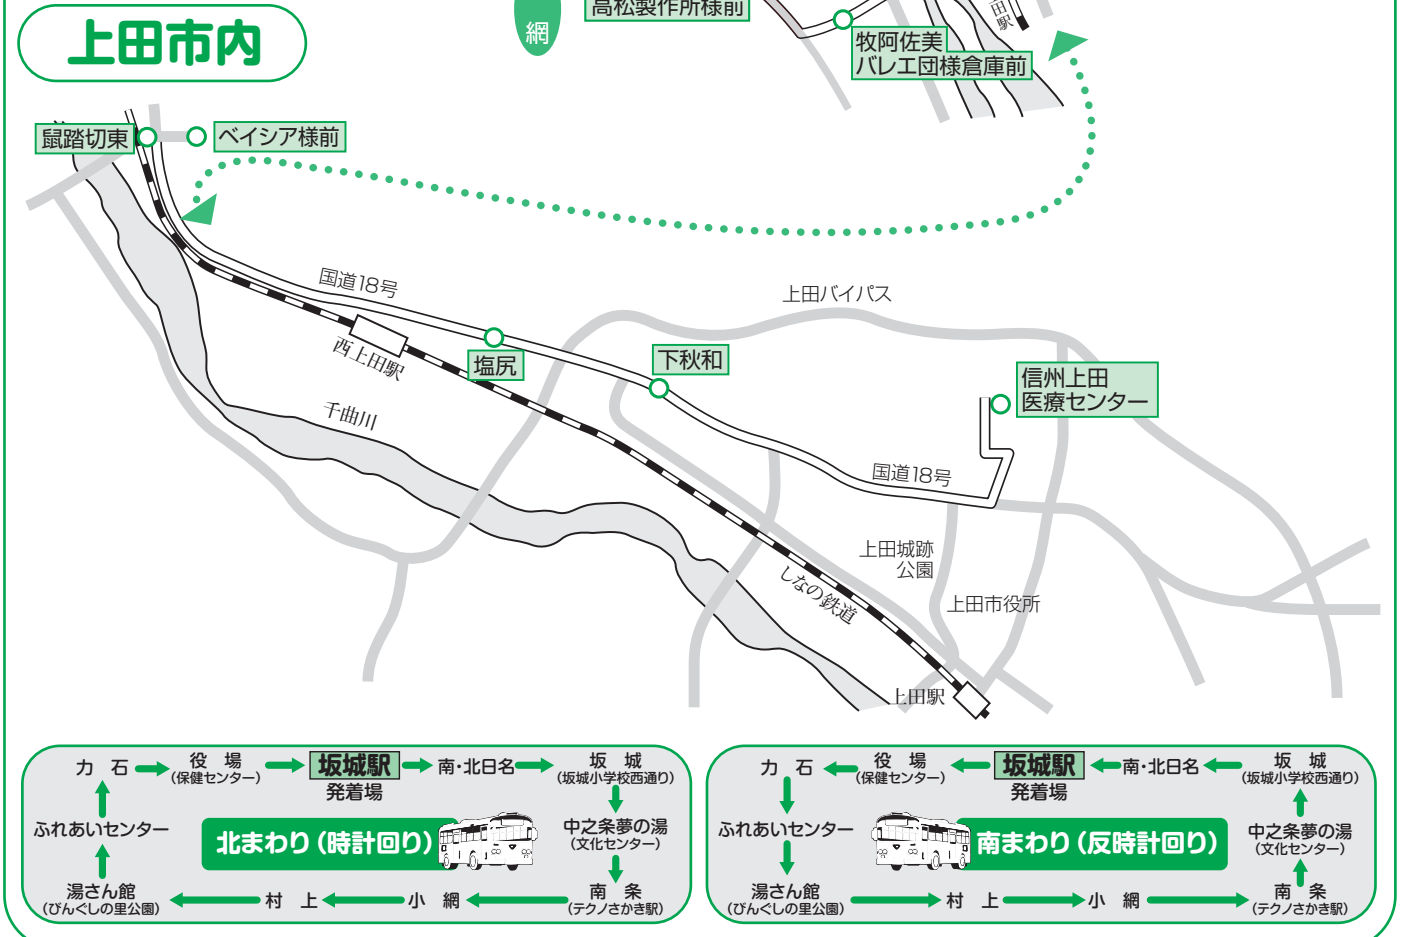 高松製作所様前
網
田
駅
上田市内
牧阿佐美
バレエ団様倉庫前
鼠踏切東
ベイシア様前
国道18号
上田バイパス
西上田駅
塩尻
下秋和
信州上田
医療センター
千曲川
国道18号
上田城跡
公園
しなの鉄道
上田市役所
上田駅
力 石
役 場
(保健センター)
坂城駅
発着場
南・北日名
坂 城
(坂城小学校西通り)
ふれあいセンター
北まわり(時計回り)
中之条夢の湯
(文化センター)
湯さん館
(びんぐしの里公園)
村 上
小 網
南 条
(テクノさかき駅)
力 石
役 場
(保健センター)
坂城駅
発着場
南・北日名
坂 城
(坂城小学校西通り)
ふれあいセンター
南まわり(反時計回り)
中之条夢の湯
(文化センター)
湯さん館
(びんぐしの里公園)
村 上
小 網
南 条
(テクノさかき駅)